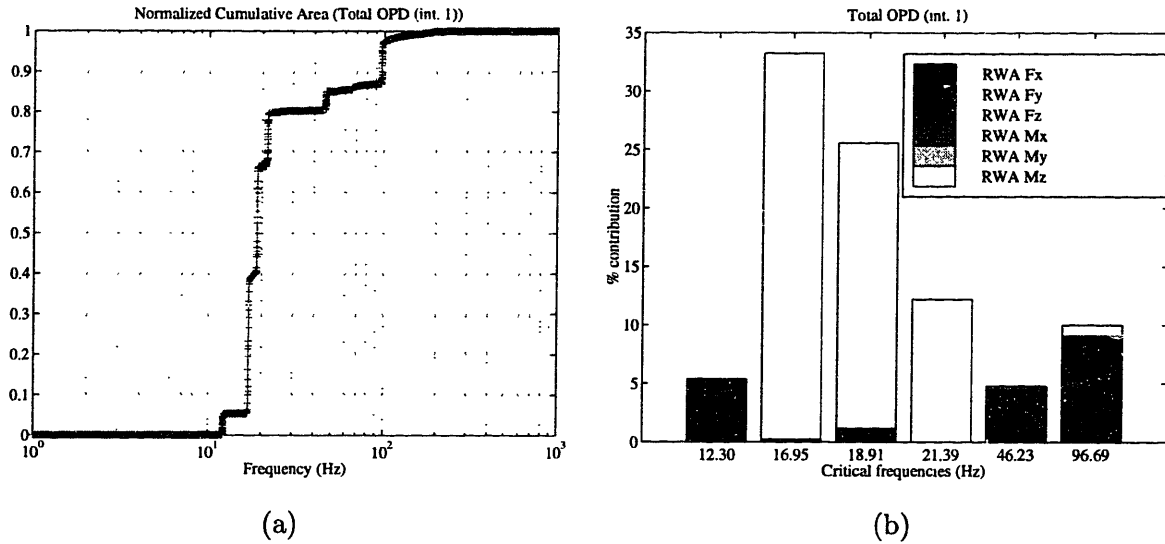 Normalized Cumulative Area (Total OPD (int. 1))
1
0.9
0.8
0.7
0.6
0.5
0.4
0.3
0.2
0.1
0
10^0
10^1
10^2
10^3
Frequency (Hz)
(a)
Total OPD (int. 1)
35
30
25
20
15
10
5
0
% contribution
RWA Fx
RWA Fy
RWA Fz
RWA Mx
RWA My
RWA Mz
12.30
16.95
18.91
21.39
46.23
96.69
Critical frequencies (Hz)
(b)